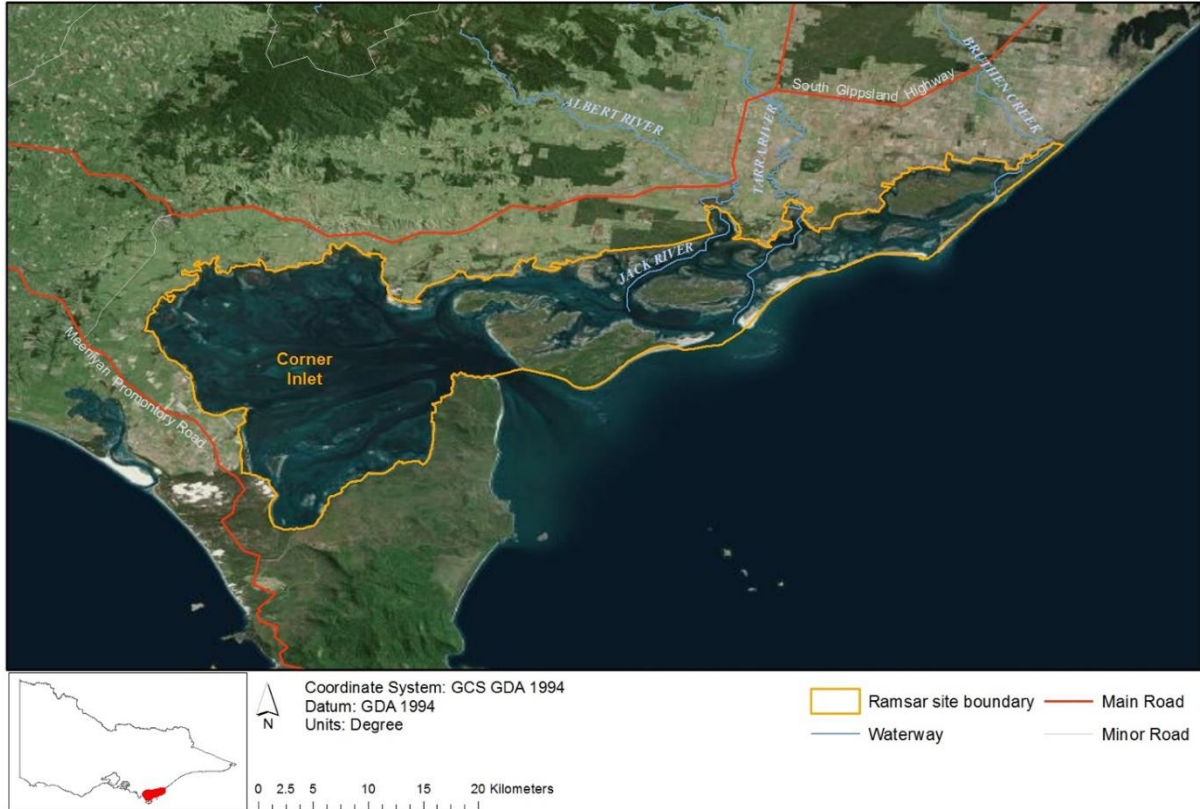 BRUTHEN CREEK
South Gippsland Highway
ALBERT RIVER
TARRA RIVER
JACK RIVER
Meeniyan Promontory Road
Corner
Inlet
Coordinate System: GCS GDA 1994
Datum: GDA 1994
Units: Degree
N
0 2.5 5 10 15 20 Kilometers
Ramsar site boundary
Main Road
Waterway
Minor Road